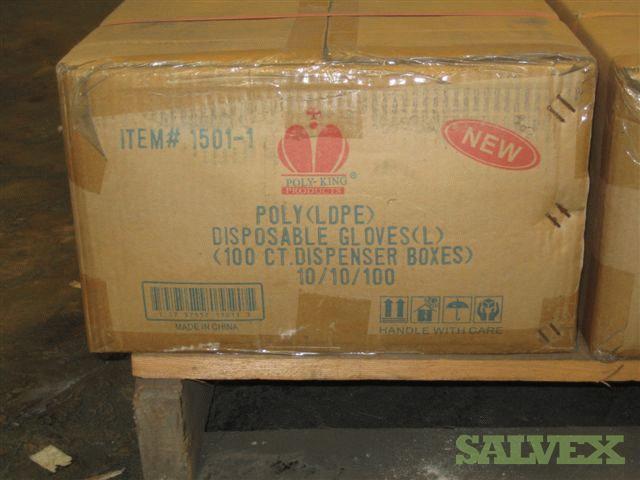 ITEM# 1501-1
NEW
POLY-KING®
PRODUCTS
POLY(LDPE)
DISPOSABLE GLOVES(L)
(100 CT.DISPENSER BOXES)
10/10/100
MADE IN CHINA
HANDLE WITH CARE
SALVEX